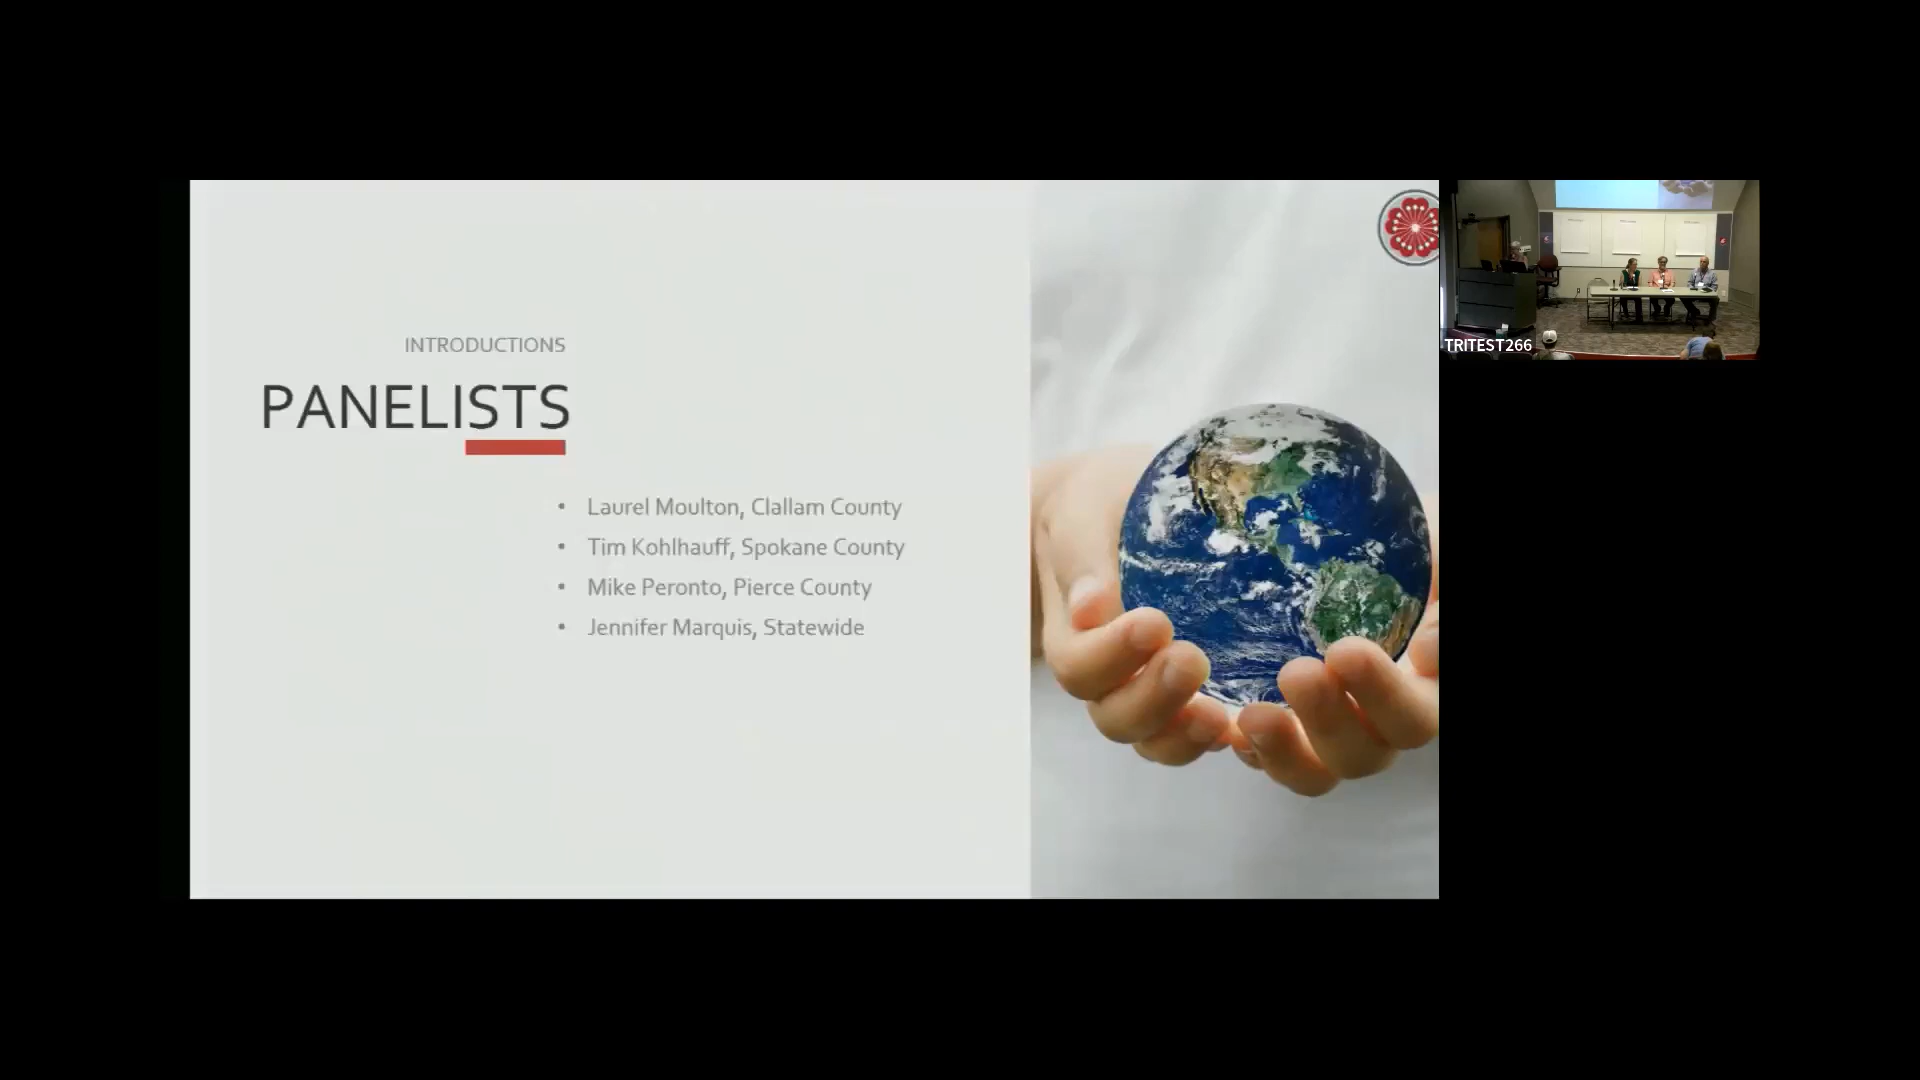 INTRODUCTIONS
PANELISTS
• Laurel Moulton, Clallam County
• Tim Kohlhauff, Spokane County
• Mike Peronto, Pierce County
• Jennifer Marquis, Statewide
TRITEST266